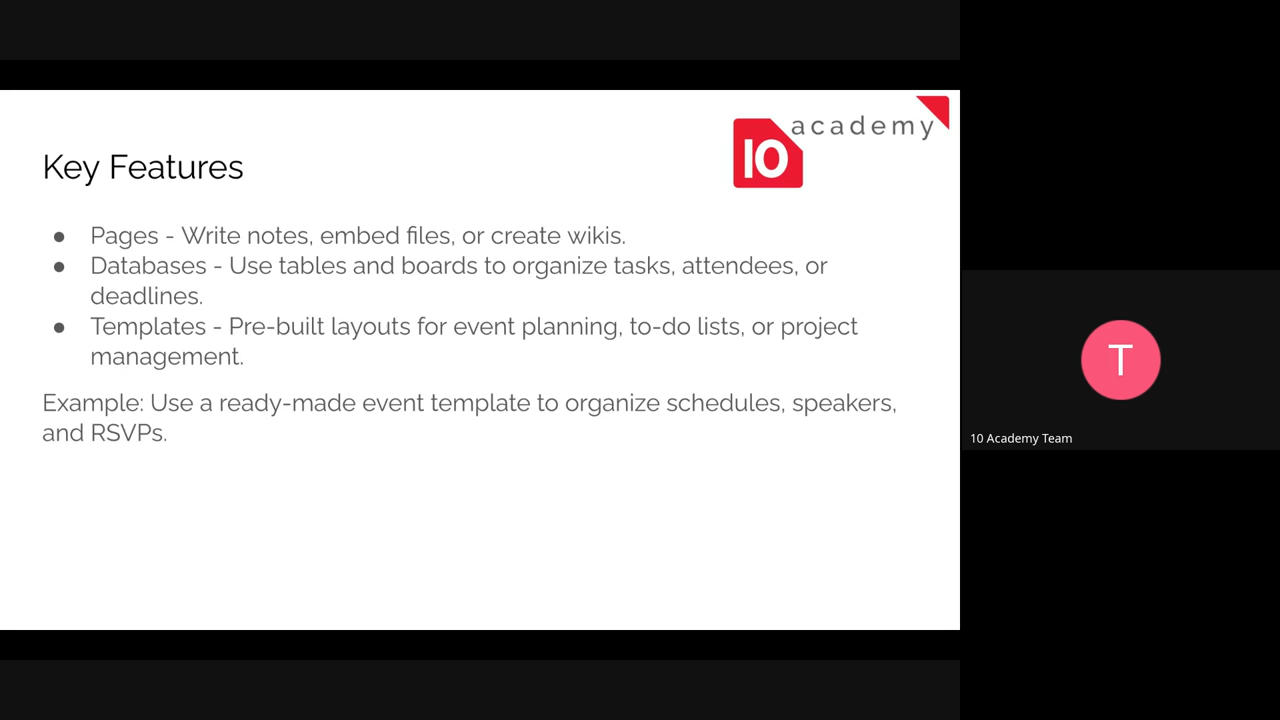 10 academy
Key Features
● Pages - Write notes, embed files, or create wikis.
● Databases - Use tables and boards to organize tasks, attendees, or
deadlines.
● Templates - Pre-built layouts for event planning, to-do lists, or project
management.
Example: Use a ready-made event template to organize schedules, speakers,
and RSVPs.
T
10 Academy Team